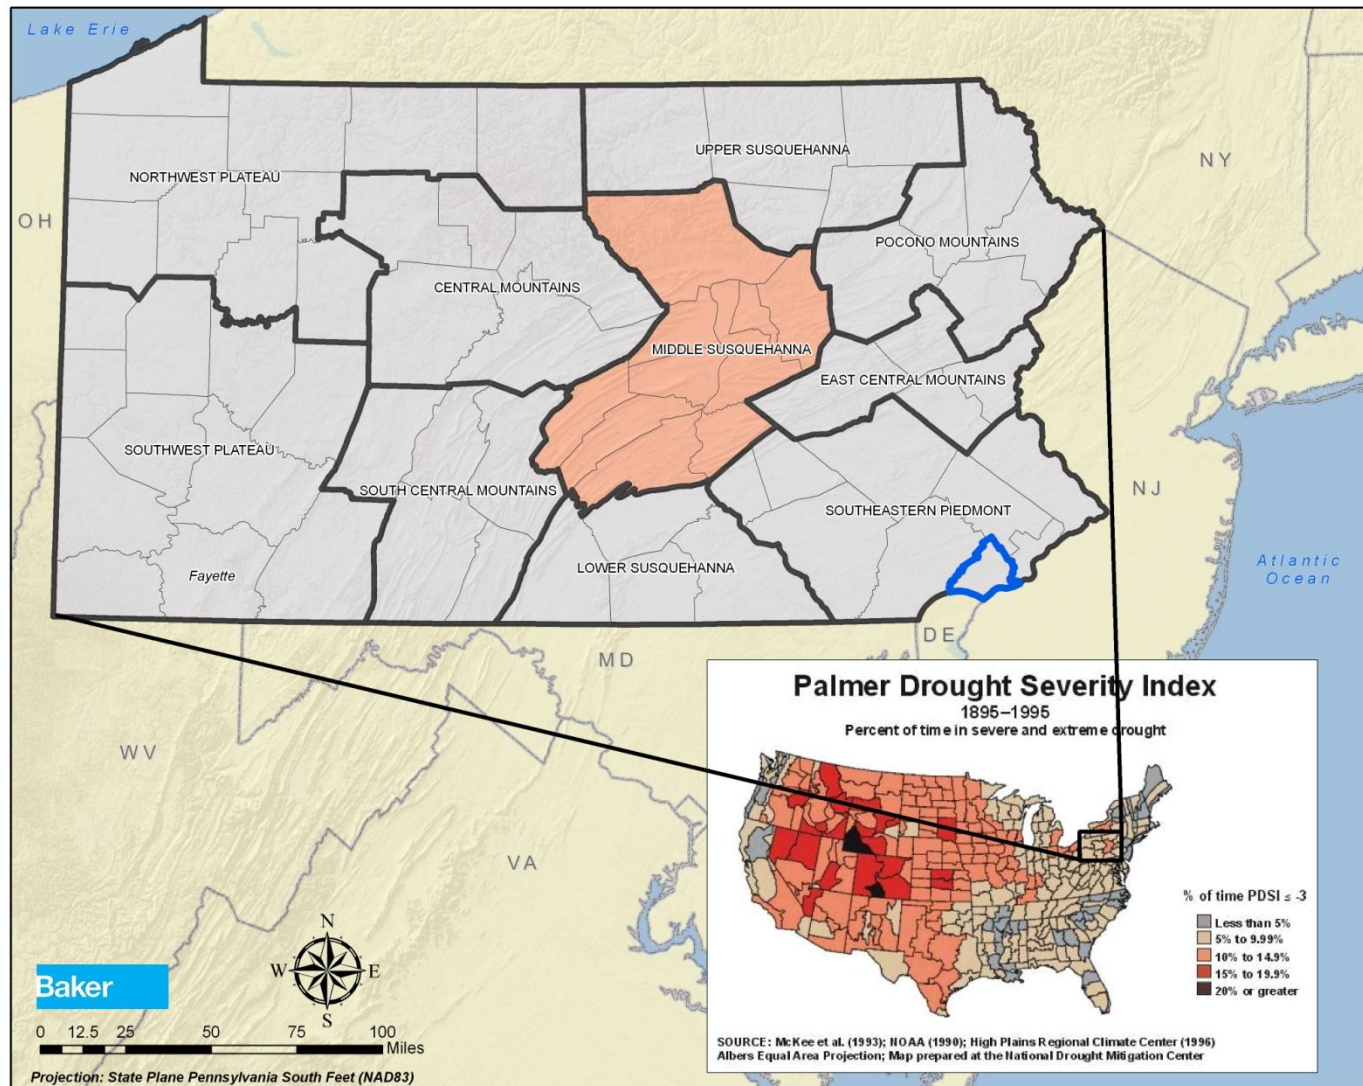 Lake Erie
NY
UPPER SUSQUEHANNA
NORTHWEST PLATEAU
OH
POCONO MOUNTAINS
CENTRAL MOUNTAINS
MIDDLE SUSQUEHANNA
EAST CENTRAL MOUNTAINS
SOUTHWEST PLATEAU
SOUTH CENTRAL MOUNTAINS
NJ
SOUTHEASTERN PIEDMONT
Atlantic
Ocean
LOWER SUSQUEHANNA
Fayette
DE
MD
WV
VA
Palmer Drought Severity Index
1895–1995
Percent of time in severe and extreme drought
% of time PDSI ≤ -3
Less than 5%
5% to 9.99%
10% to 14.9%
15% to 19.9%
20% or greater
SOURCE: McKee et al. (1993); NOAA (1990); High Plains Regional Climate Center (1996)
Albers Equal Area Projection; Map prepared at the National Drought Mitigation Center
N
W E
S
Baker
0 12.5 25 50 75 100
Miles
Projection: State Plane Pennsylvania South Feet (NAD83)